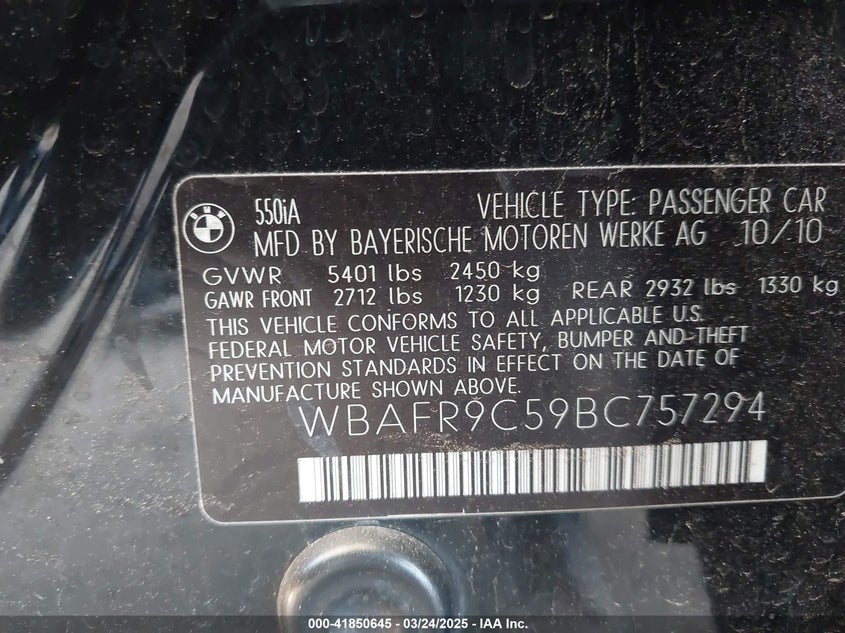 BMW
550iA VEHICLE TYPE: PASSENGER CAR
MFD BY BAYERISCHE MOTOREN WERKE AG 10/10
GVWR 5401 lbs 2450 kg
GAWR FRONT 2712 lbs 1230 kg REAR 2932 lbs 1330 kg
THIS VEHICLE CONFORMS TO ALL APPLICABLE U.S.
FEDERAL MOTOR VEHICLE SAFETY, BUMPER AND THEFT
PREVENTION STANDARDS IN EFFECT ON THE DATE OF
MANUFACTURE SHOWN ABOVE.
WBAFR9C59BC757294
000-41850645 - 03/24/2025 - IAA Inc.